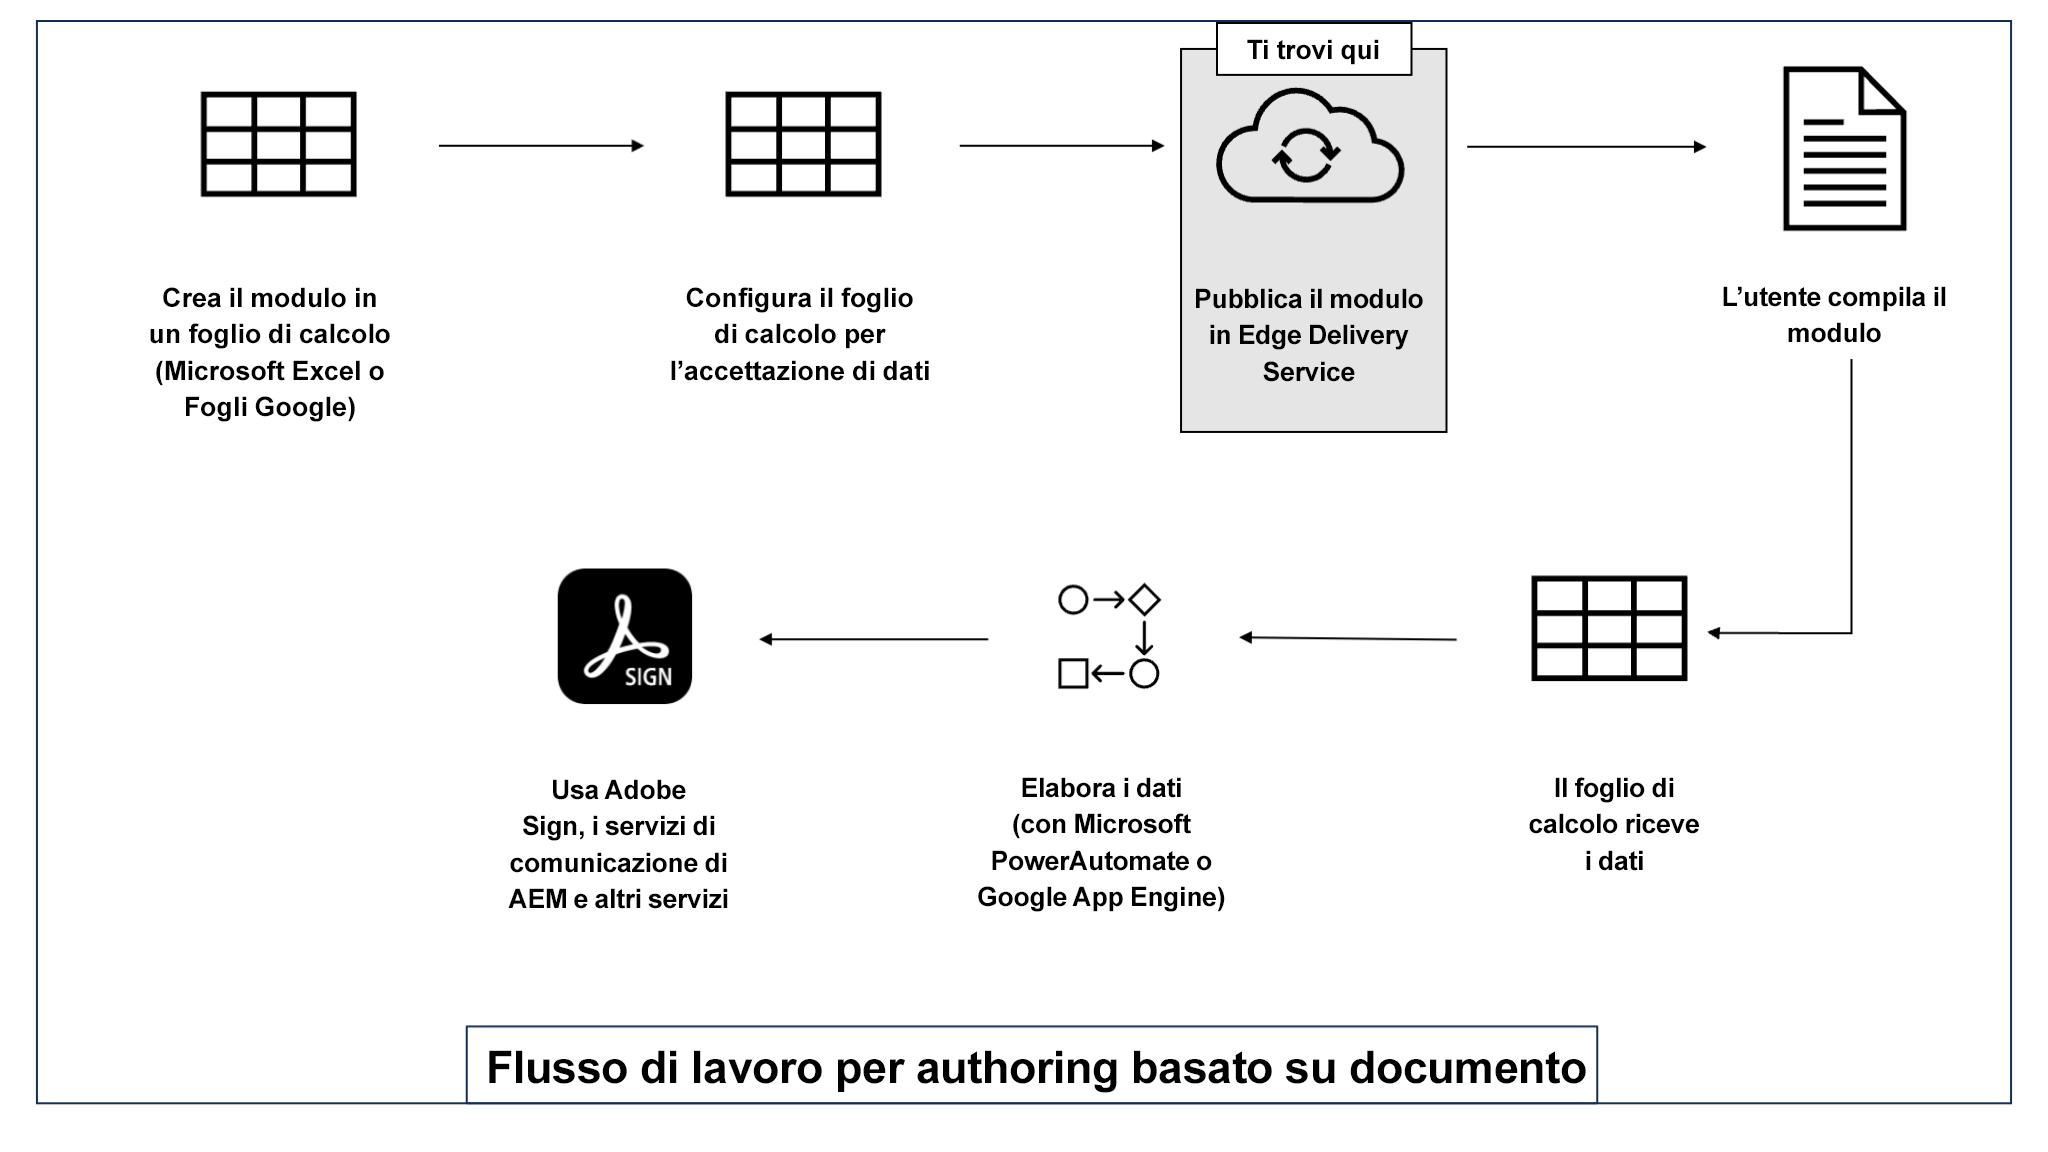 Ti trovi qui
Crea il modulo in
un foglio di calcolo
(Microsoft Excel o
Fogli Google)
Configura il foglio
di calcolo per
l’accettazione di dati
Pubblica il modulo
in Edge Delivery
Service
L’utente compila il
modulo
SIGN
Usa Adobe
Sign, i servizi di
comunicazione di
AEM e altri servizi
Elabora i dati
(con Microsoft
PowerAutomate o
Google App Engine)
Il foglio di
calcolo riceve
i dati
Flusso di lavoro per authoring basato su documento